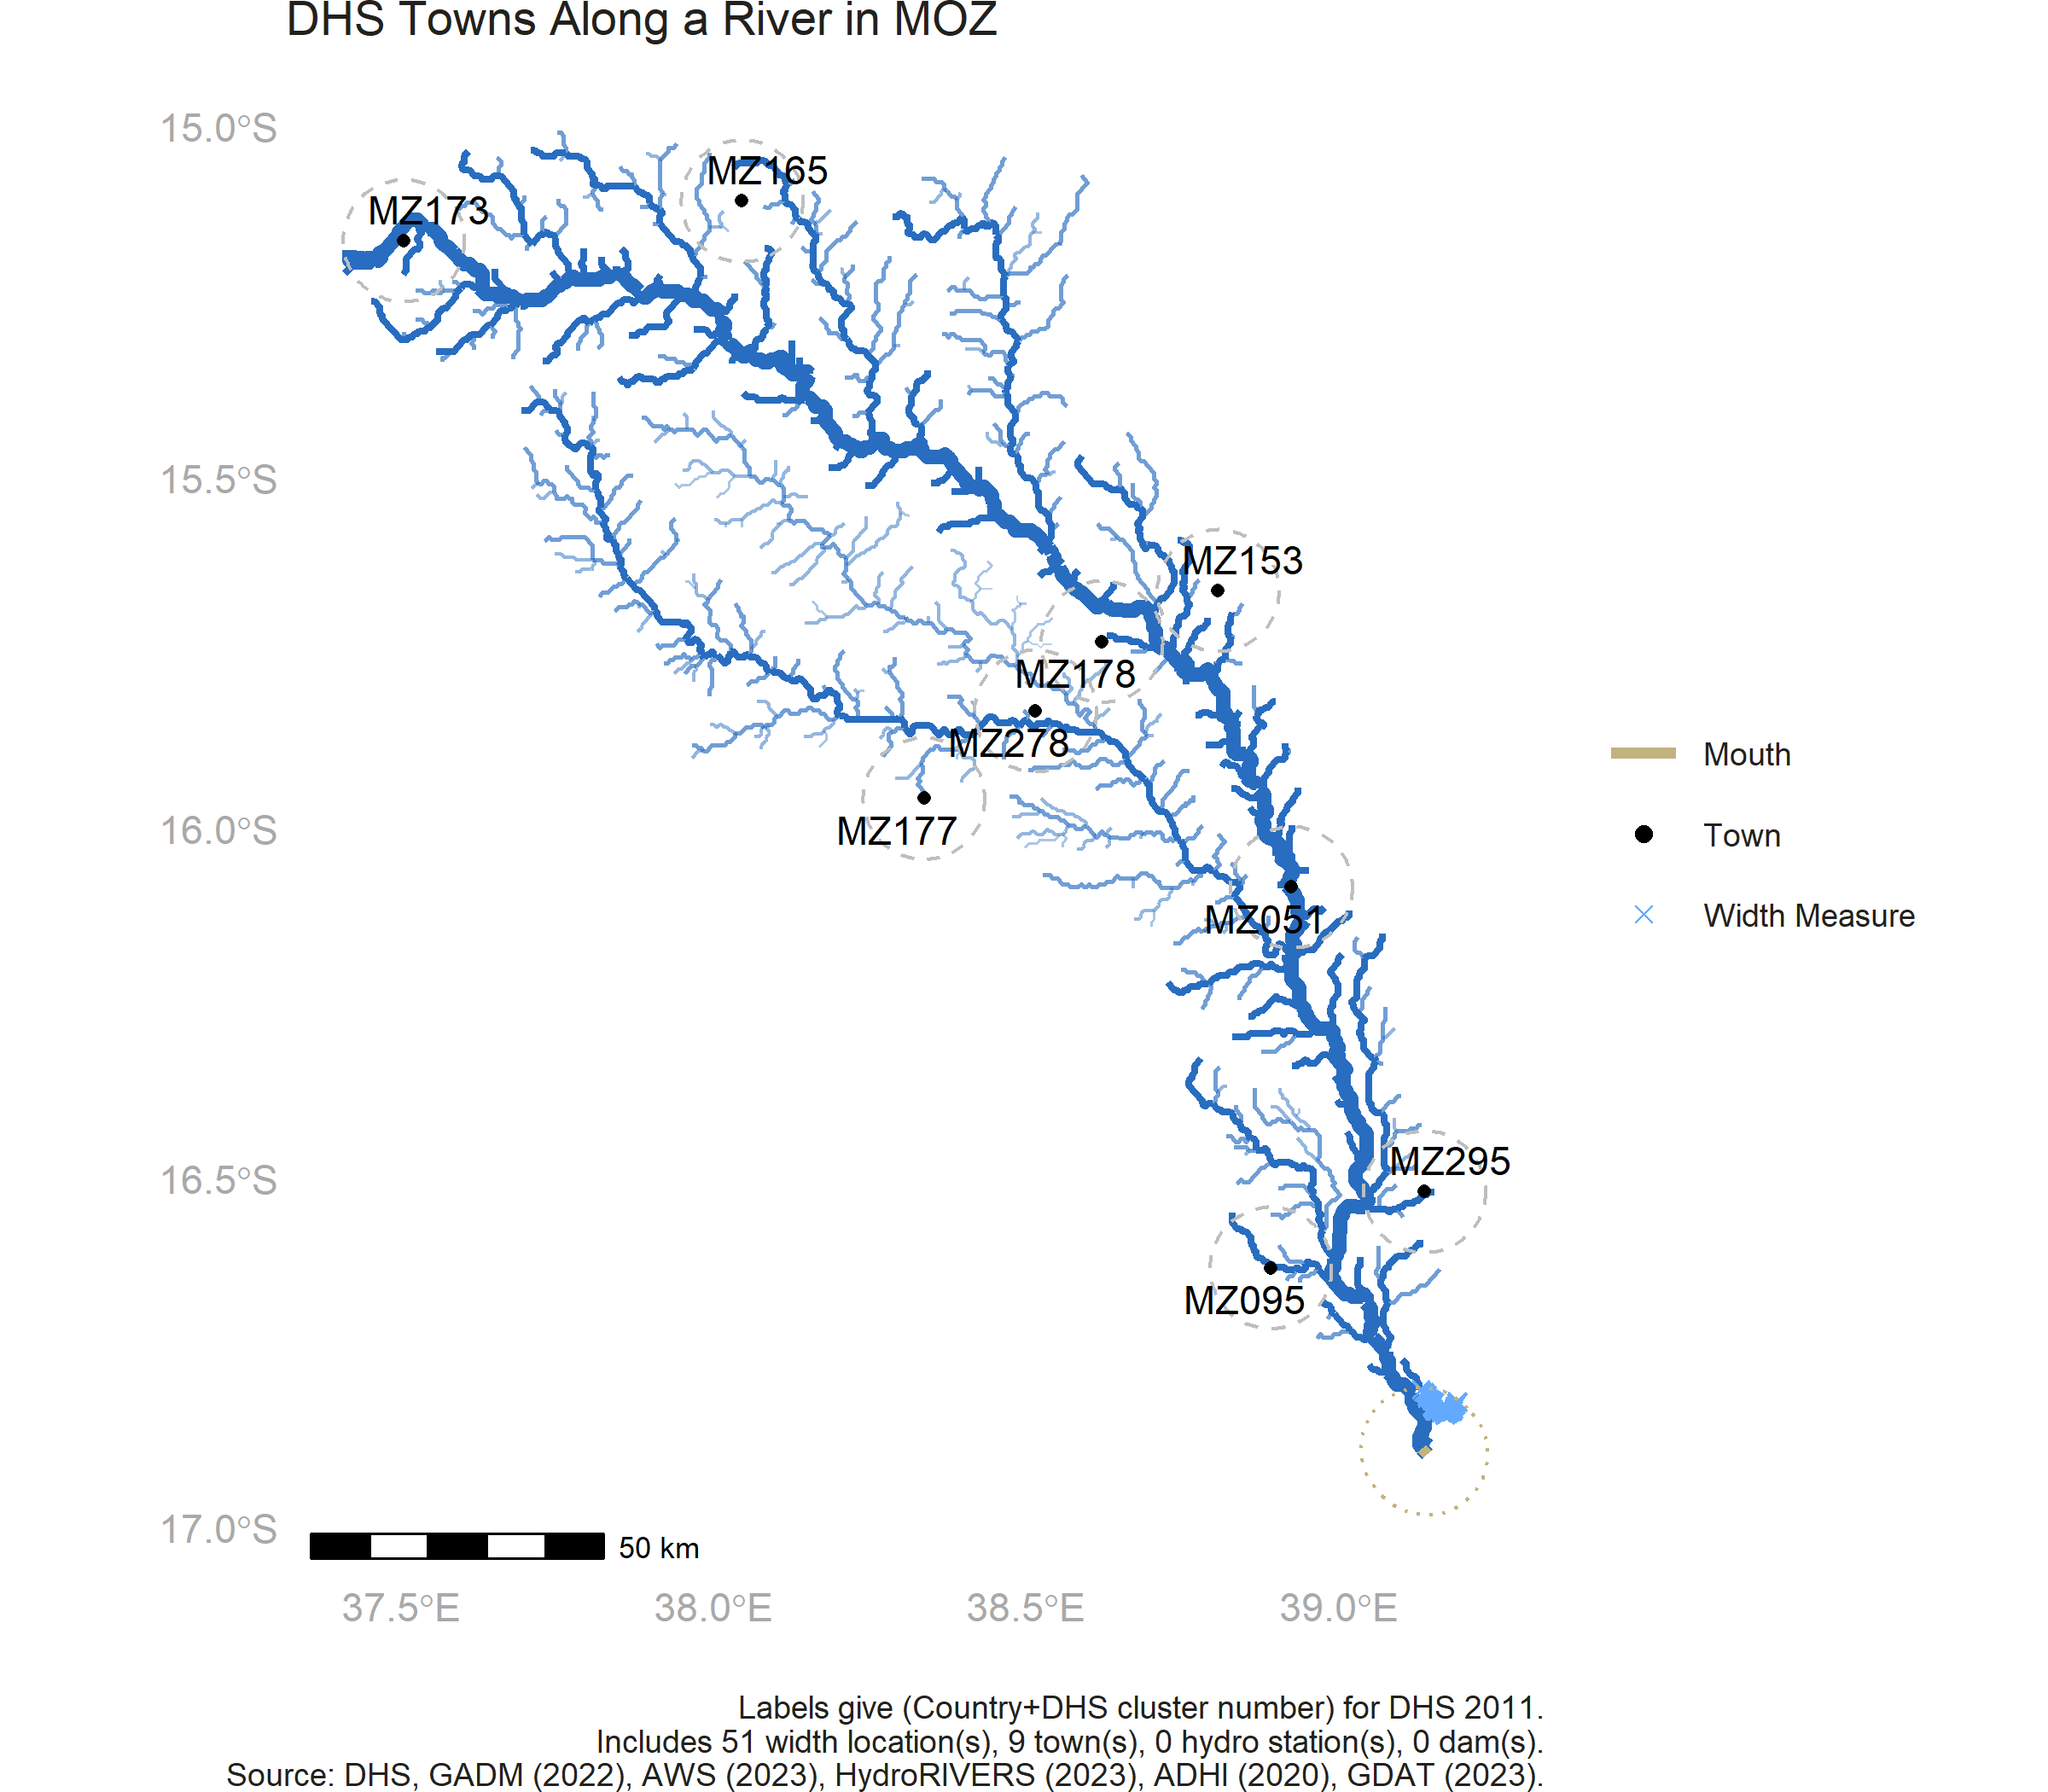 DHS Towns Along a River in MOZ
15.0°S
MZ165
MZ173
15.5°S
MZ153
MZ178
MZ278
Mouth
16.0°S
MZ177
Town
MZ051
Width Measure
MZ295
16.5°S
MZ095
17.0°S
50 km
37.5°E
38.0°E
38.5°E
39.0°E
Labels give (Country+DHS cluster number) for DHS 2011.
Includes 51 width location(s), 9 town(s), 0 hydro station(s), 0 dam(s).
Source: DHS, GADM (2022), AWS (2023), HydroRIVERS (2023), ADHI (2020), GDAT (2023).